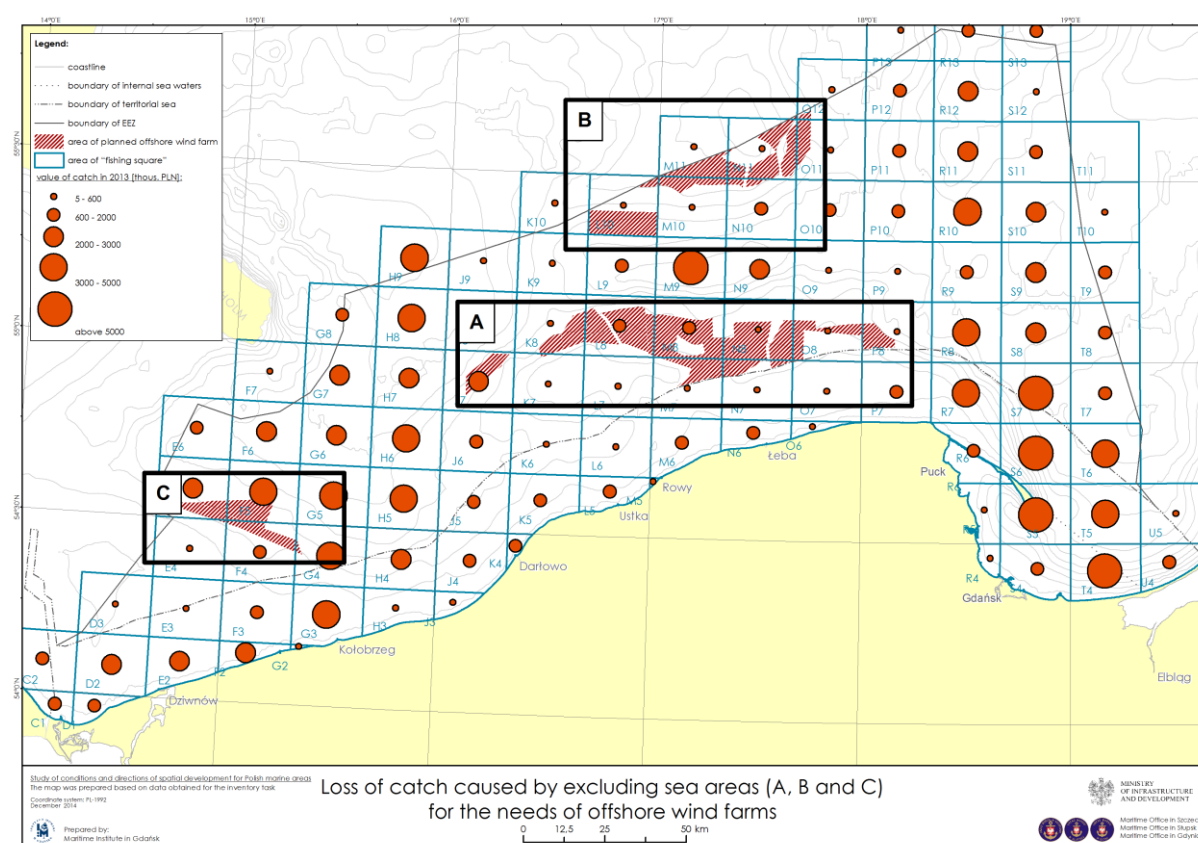 14°0'E 15°0'E 16°0'E 17°0'E 18°0'E 19°0'E
Legend:
coastline
boundary of internal sea waters
boundary of territorial sea
boundary of EEZ
area of planned offshore wind farm
area of "fishing square"
value of catch in 2013 [thous. PLN]:
5 - 600
600 - 2000
2000 - 3000
3000 - 5000
above 5000
55°30'N
55°0'N
54°30'N
54°0'N
P13 R13 S13
B
O12 P12 R12 S12
M11 O11 P11 R11 S11 T11
K10 M10 N10 O10 P10 R10 S10 T10
H9 J9 K9 L9 M9 N9 O9 P9 R9 S9 T9
A
G8 H8 K8 L8 P8 R8 S8 T8
F7 G7 H7 K7 L7 M7 N7 O7 P7 R7 S7 T7
E6 F6 G6 H6 J6 K6 L6 M6 N6 O6 R6 S6 T6
Łeba
Puck
R6
C
G5 H5 J5 K5 L5 M5 R5 S5 T5 U5
Rowy
Ustka
E4 F4 G4 H4 J4 K4 R4 S4 T4 U4
Darłowo
Gdańsk
D3 E3 F3 G3 H3 J3
Kołobrzeg
C2 D2 E2 F2 G2
Dziwnów
Elbląg
C1 D1
Study of conditions and directions of spatial development for Polish marine areas
The map was prepared based on data obtained for the inventory task
Coordinate system: PL-1992
December 2014
Prepared by:
Maritime Institute in Gdańsk
Loss of catch caused by excluding sea areas (A, B and C)
for the needs of offshore wind farms
0 12,5 25 50 km
MINISTRY
OF INFRASTRUCTURE
AND DEVELOPMENT
Maritime Office in Szczec
Maritime Office in Słupsk
Maritime Office in Gdyni